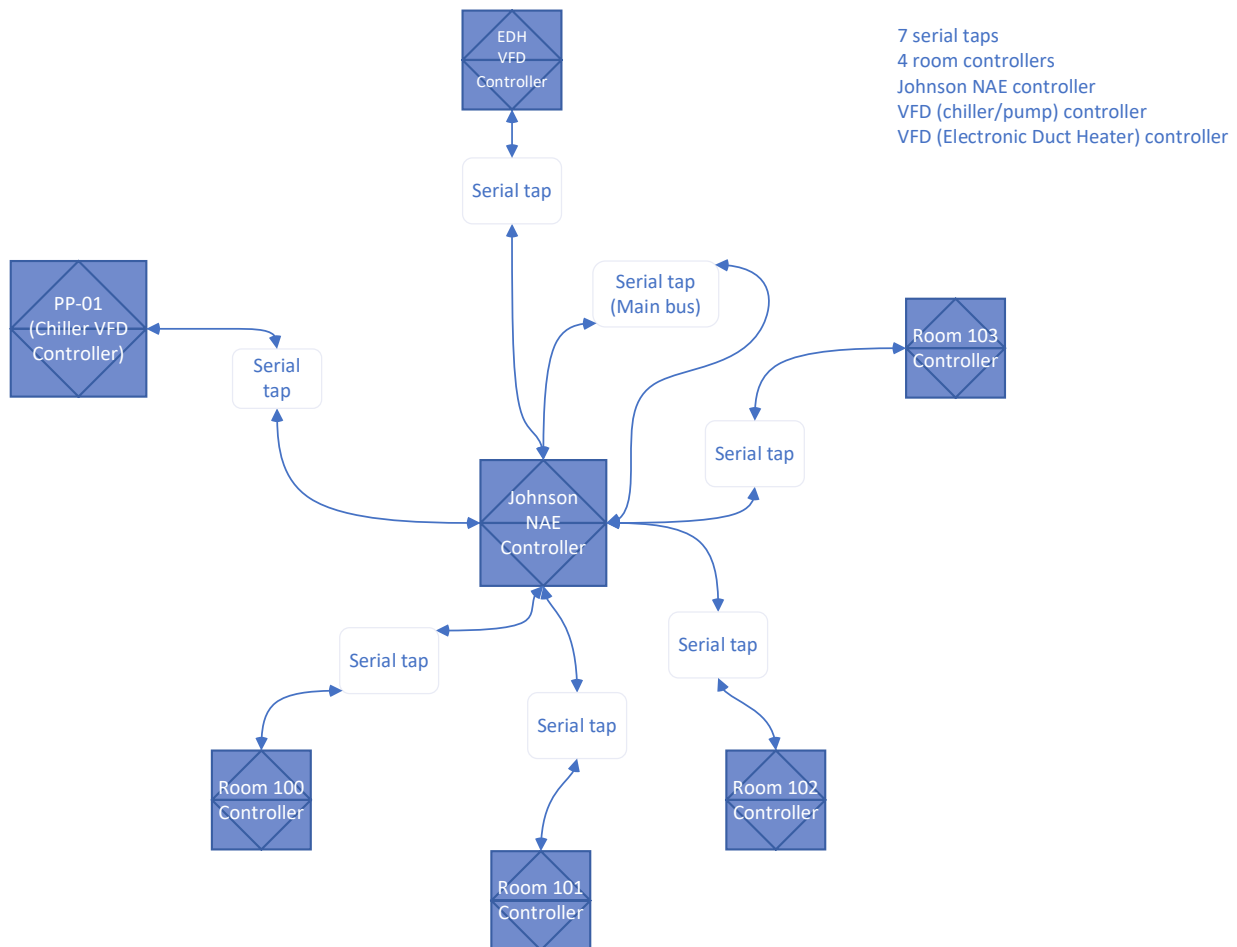 EDH
VFD
Controller
7 serial taps
4 room controllers
Johnson NAE controller
VFD (chiller/pump) controller
VFD (Electronic Duct Heater) controller
Serial tap
PP-01
(Chiller VFD
Controller)
Serial tap
(Main bus)
Room 103
Controller
Serial
tap
Serial tap
Johnson
NAE
Controller
Serial tap
Serial tap
Serial tap
Room 100
Controller
Room 102
Controller
Room 101
Controller